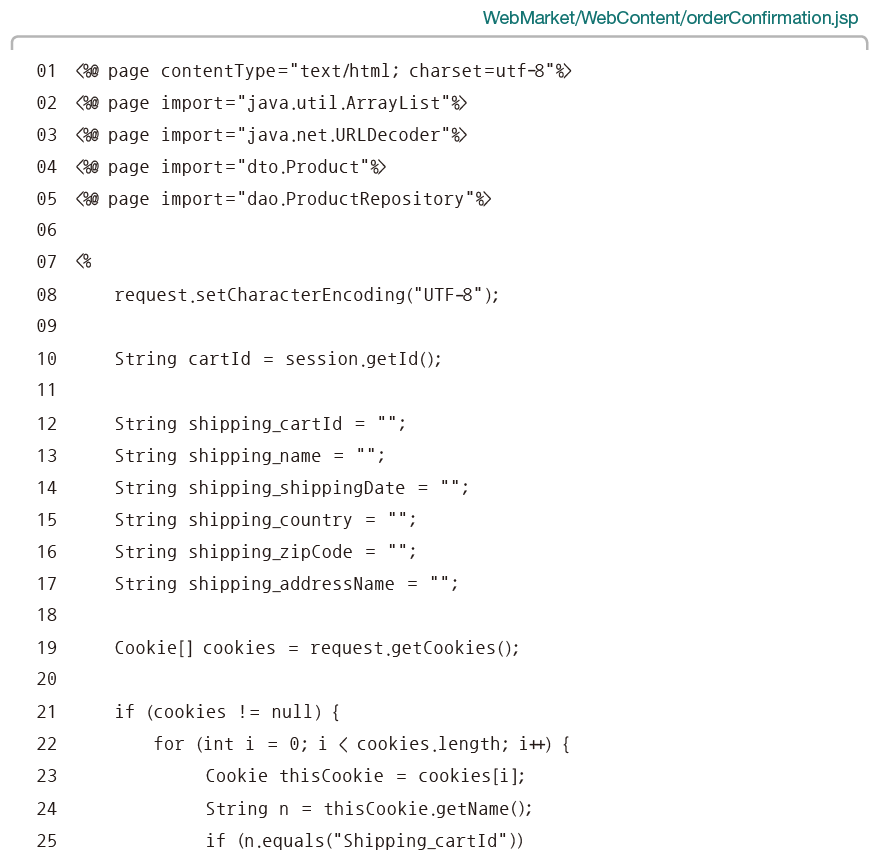 WebMarket/WebContent/orderConfirmation.jsp
01 <%@ page contentType="text/html; charset=utf-8"%>
02 <%@ page import="java.util.ArrayList"%>
03 <%@ page import="java.net.URLDecoder"%>
04 <%@ page import="dto.Product"%>
05 <%@ page import="dao.ProductRepository"%>
06
07 <%
08 request.setCharacterEncoding("UTF-8");
09
10 String cartId = session.getId();
11
12 String shipping_cartId = "";
13 String shipping_name = "";
14 String shipping_shippingDate = "";
15 String shipping_country = "";
16 String shipping_zipCode = "";
17 String shipping_addressName = "";
18
19 Cookie[] cookies = request.getCookies();
20
21 if (cookies != null) {
22 for (int i = 0; i < cookies.length; i++) {
23 Cookie thisCookie = cookies[i];
24 String n = thisCookie.getName();
25 if (n.equals("Shipping_cartId"))